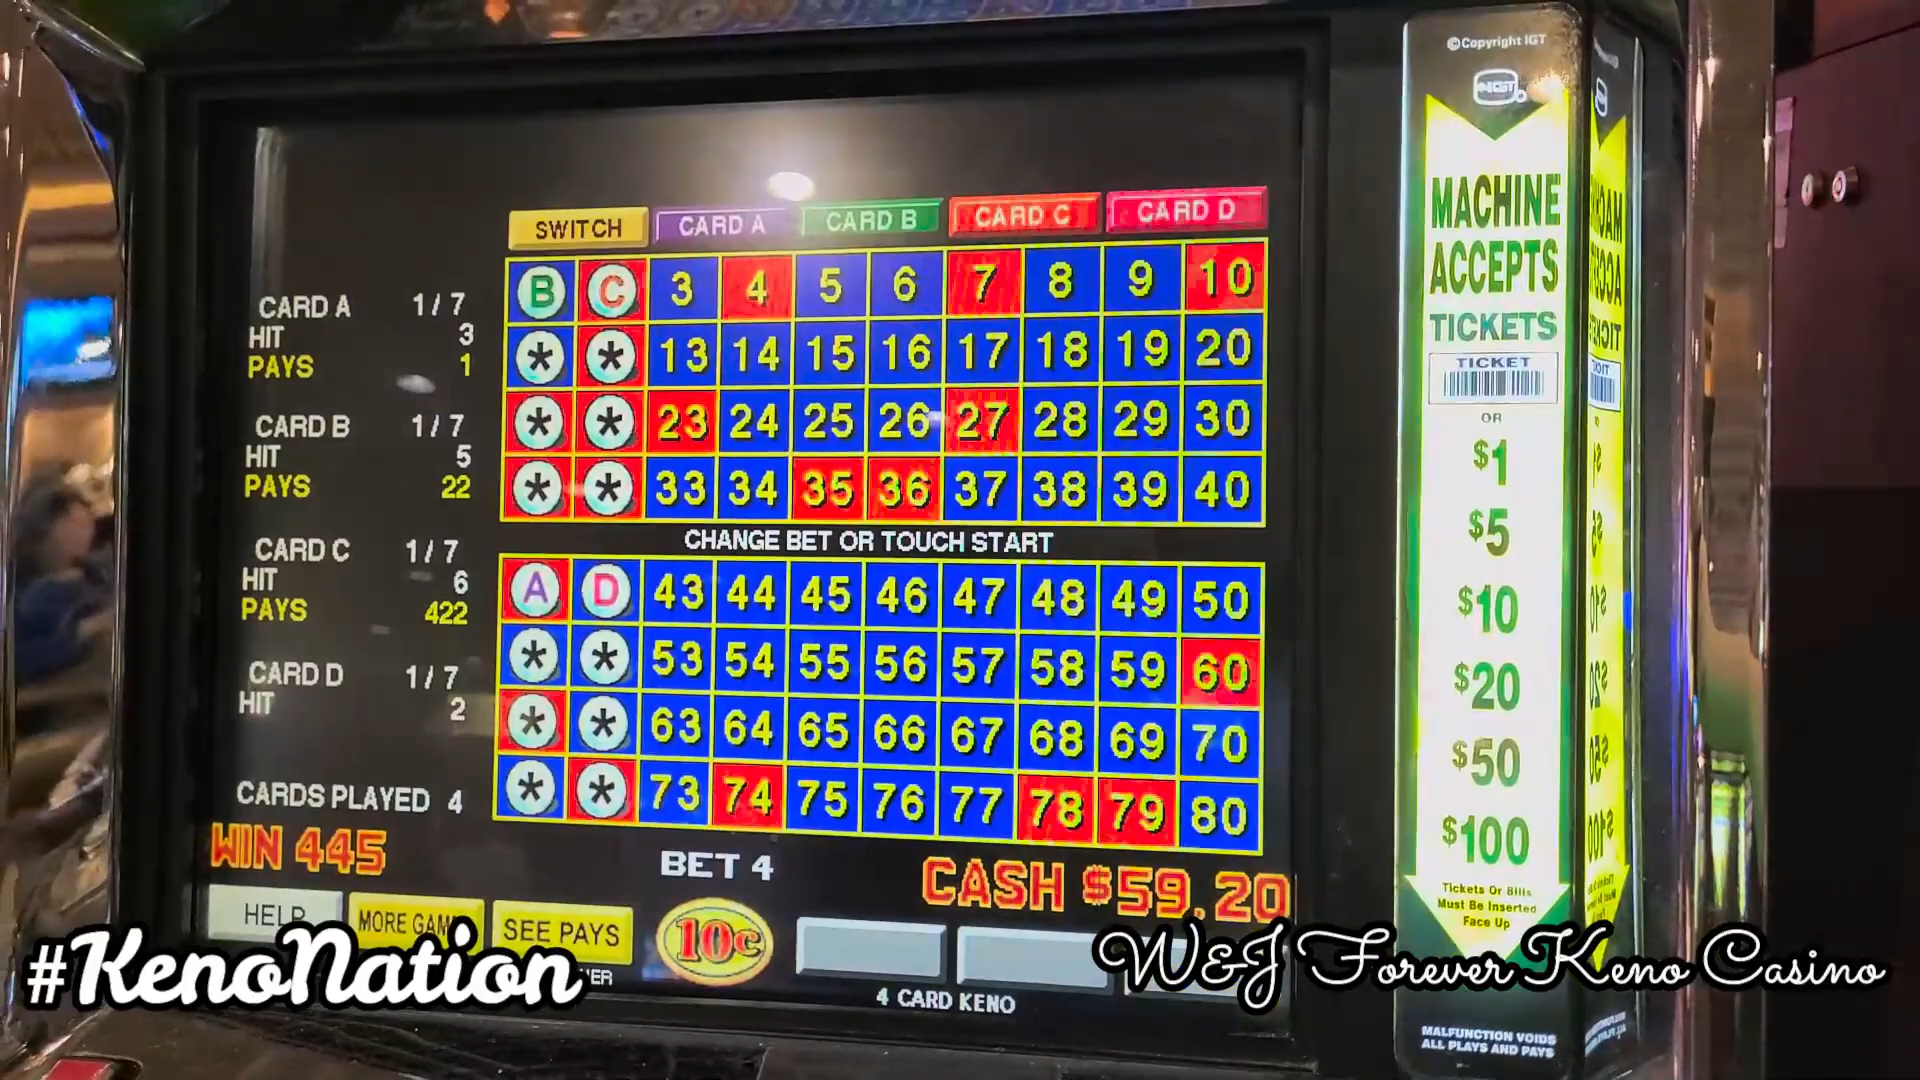 ©Copyright IGT
IGT
SWITCH CARD A CARD B CARD C CARD D
B C 3 4 5 6 7 8 9 10
* * 13 14 15 16 17 18 19 20
* * 23 24 25 26 27 28 29 30
* * 33 34 35 36 37 38 39 40
CHANGE BET OR TOUCH START
A D 43 44 45 46 47 48 49 50
* * 53 54 55 56 57 58 59 60
* * 63 64 65 66 67 68 69 70
* * 73 74 75 76 77 78 79 80
CARD A 1/7
HIT 3
PAYS 1
CARD B 1/7
HIT 5
PAYS 22
CARD C 1/7
HIT 6
PAYS 422
CARD D 1/7
HIT 2
CARDS PLAYED 4
WIN 445 BET 4 CASH $59.20
HELP MORE GAM SEE PAYS 10¢
4 CARD KENO
MACHINE
ACCEPTS
TICKETS
TICKET
OR
$1
$5
$10
$20
$50
$100
Tickets Or Bills
Must Be Inserted
Face Up
MALFUNCTION VOIDS
ALL PLAYS AND PAYS
#KenoNation
W&J Forever Keno Casino